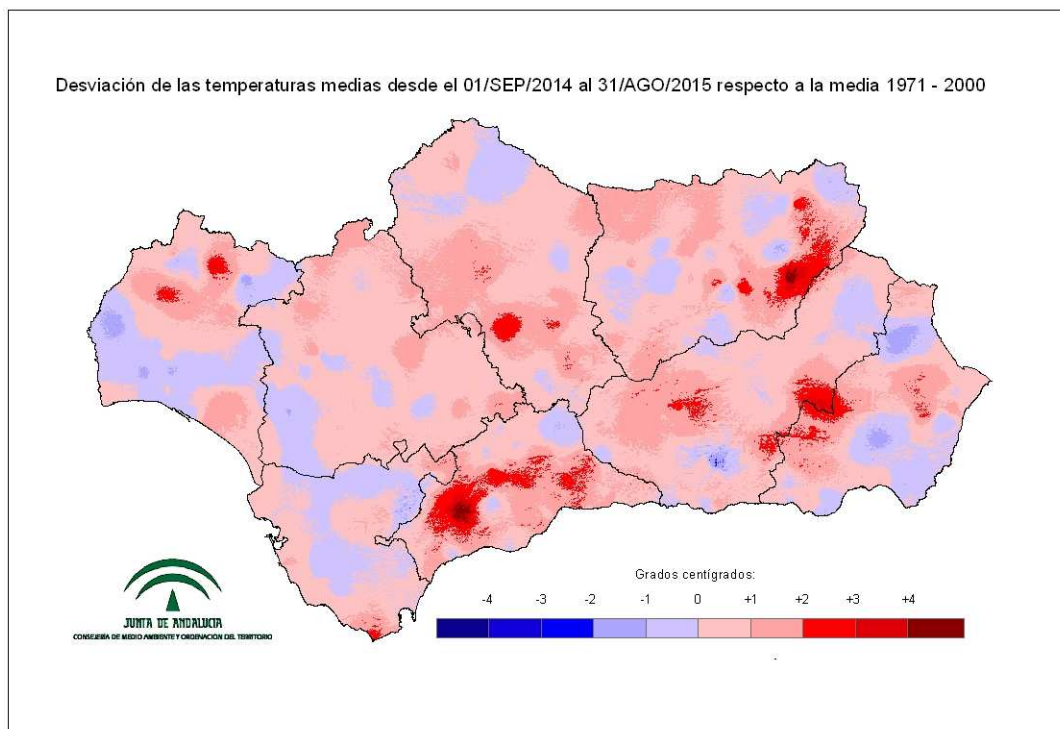 Desviación de las temperaturas medias desde el 01/SEP/2014 al 31/AGO/2015 respecto a la media 1971 - 2000
Grados centígrados:
-4 -3 -2 -1 0 +1 +2 +3 +4
JUNTA DE ANDALUCIA
CONSEJERÍA DE MEDIO AMBIENTE Y ORDENACIÓN DEL TERRITORIO